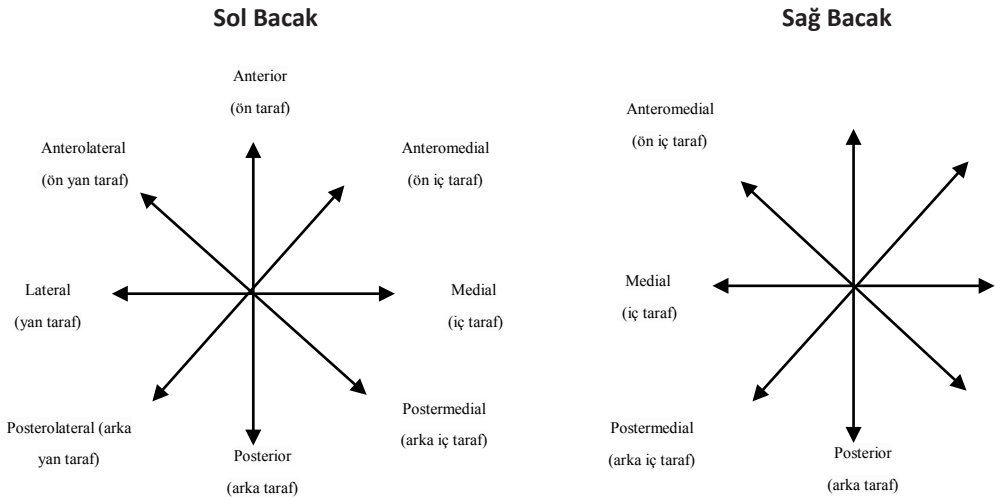 Sol Bacak
Anterior
(ön taraf)
Anterolateral
(ön yan taraf)
Anteromedial
(ön iç taraf)
Lateral
(yan taraf)
Medial
(iç taraf)
Posterolateral (arka
yan taraf)
Postermedial
(arka iç taraf)
Posterior
(arka taraf)
Sağ Bacak
Anteromedial
(ön iç taraf)
Medial
(iç taraf)
Postermedial
(arka iç taraf)
Posterior
(arka taraf)